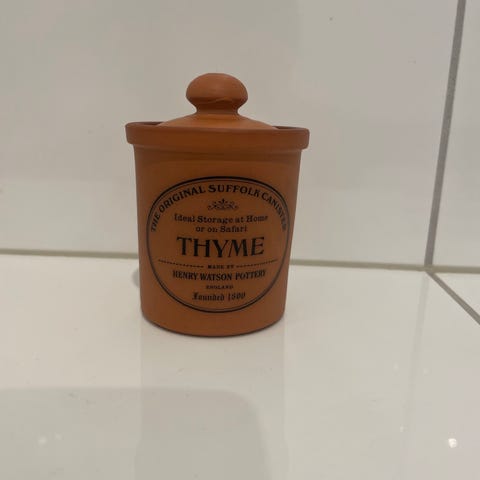 THE ORIGINAL SUFFOLK CANISTER
Ideal Storage at Home
or on Safari
THYME
MADE BY
HENRY WATSON POTTERY
ENGLAND
Founded 1800